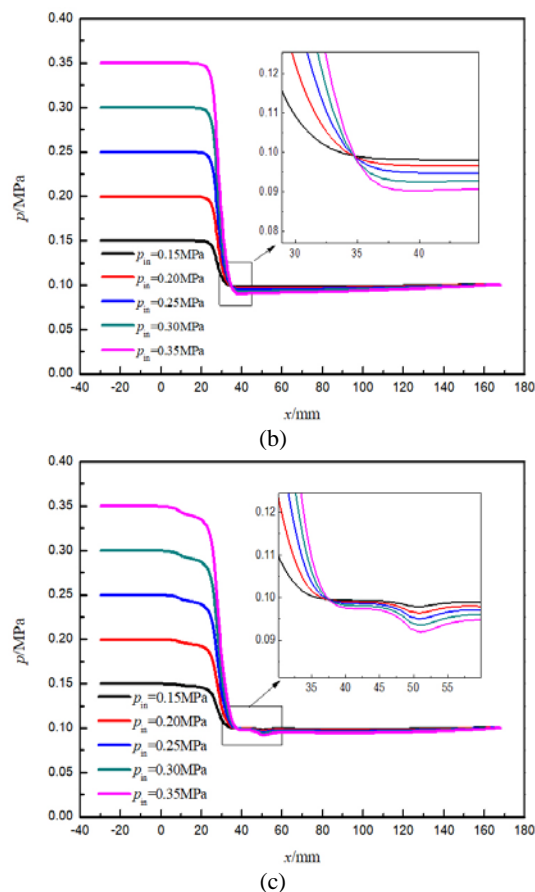 0.40
0.35
0.30
0.25
0.20
0.15
0.10
0.05
0.00
p/MPa
-40 -20 0 20 40 60 80 100 120 140 160 180
x/mm
p_in=0.15MPa
p_in=0.20MPa
p_in=0.25MPa
p_in=0.30MPa
p_in=0.35MPa
0.12
0.11
0.10
0.09
0.08
30 35 40
(b)
0.40
0.35
0.30
0.25
0.20
0.15
0.10
0.05
0.00
p/MPa
-40 -20 0 20 40 60 80 100 120 140 160 180
x/mm
p_in=0.15MPa
p_in=0.20MPa
p_in=0.25MPa
p_in=0.30MPa
p_in=0.35MPa
0.12
0.11
0.10
0.09
35 40 45 50 55
(c)